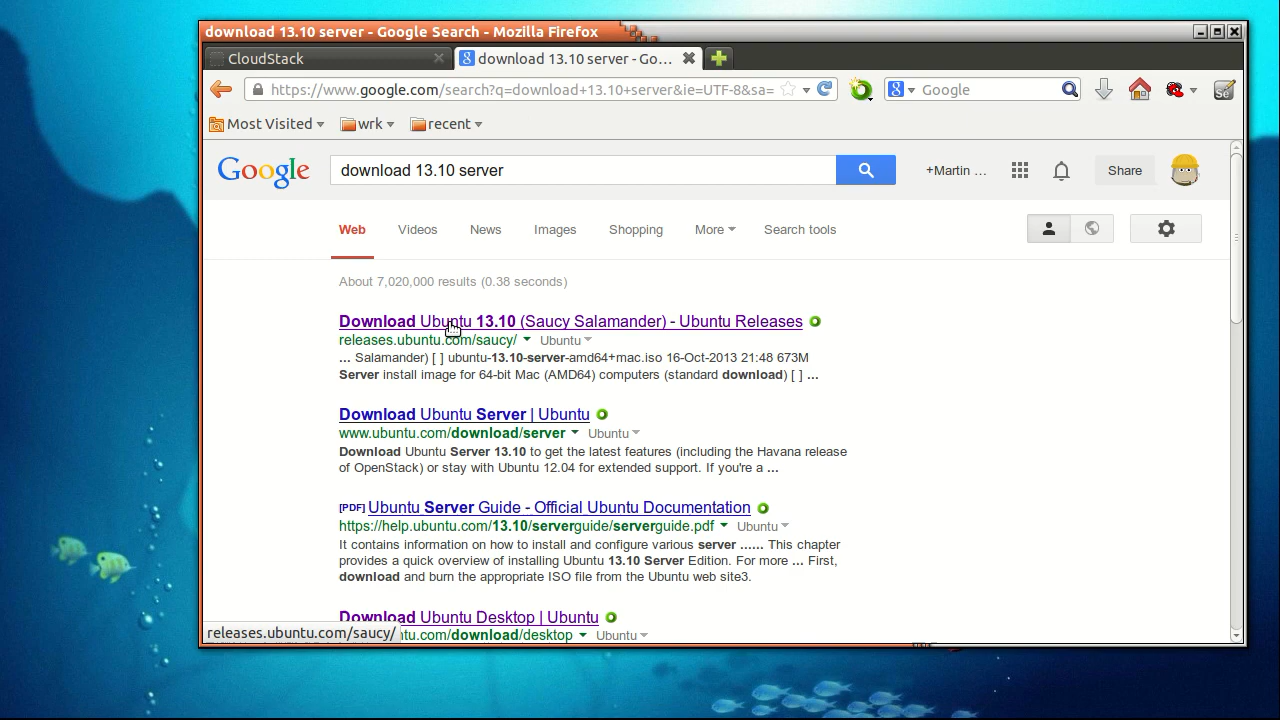 download 13.10 server - Google Search - Mozilla Firefox
CloudStack
download 13.10 server - Go...
https://www.google.com/search?q=download+13.10+server&ie=UTF-8&sa=
Google
Most Visited
wrk
recent
Google
download 13.10 server
+Martin ...
Share
Web
Videos
News
Images
Shopping
More
Search tools
About 7,020,000 results (0.38 seconds)
Download Ubuntu 13.10 (Saucy Salamander) - Ubuntu Releases
releases.ubuntu.com/saucy/ Ubuntu
... Salamander) [ ] ubuntu-13.10-server-amd64+mac.iso 16-Oct-2013 21:48 673M
Server install image for 64-bit Mac (AMD64) computers (standard download) [ ] ...
Download Ubuntu Server | Ubuntu
www.ubuntu.com/download/server Ubuntu
Download Ubuntu Server 13.10 to get the latest features (including the Havana release
of OpenStack) or stay with Ubuntu 12.04 for extended support. If you're a ...
[PDF] Ubuntu Server Guide - Official Ubuntu Documentation
https://help.ubuntu.com/13.10/serverguide/serverguide.pdf Ubuntu
It contains information on how to install and configure various server ...... This chapter
provides a quick overview of installing Ubuntu 13.10 Server Edition. For more ... First,
download and burn the appropriate ISO file from the Ubuntu web site3.
Download Ubuntu Desktop | Ubuntu
ntu.com/download/desktop Ubuntu
releases.ubuntu.com/saucy/